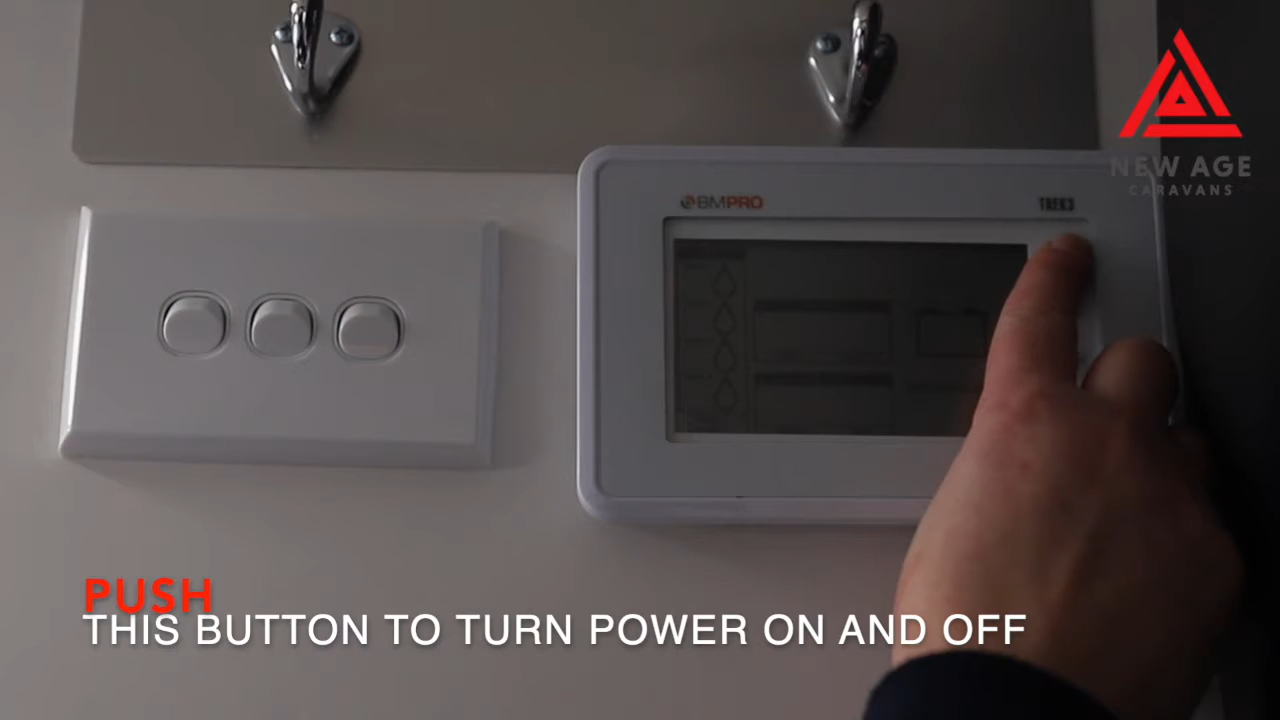 BMPRO
TREK3
NEW AGE
CARAVANS
PUSH
THIS BUTTON TO TURN POWER ON AND OFF